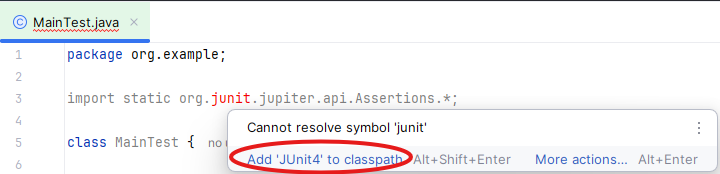 MainTest.java
1 package org.example;
2
3 import static org.junit.jupiter.api.Assertions.*;
4
Cannot resolve symbol 'junit'
5 class MainTest { no
Add 'JUnit4' to classpath Alt+Shift+Enter More actions... Alt+Enter
6